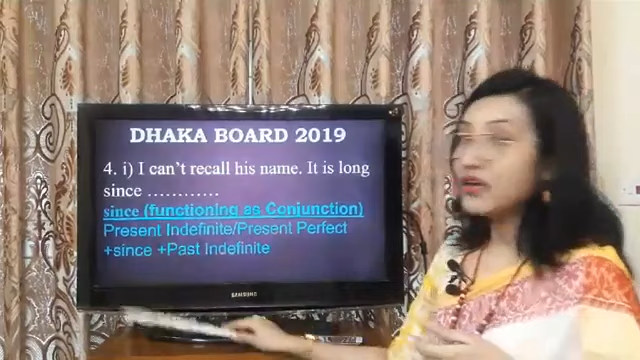 DHAKA BOARD 2019
4. i) I can't recall his name. It is long
since ............
since (functioning as Conjunction)
Present Indefinite/Present Perfect
+since +Past Indefinite
SAMSUNG